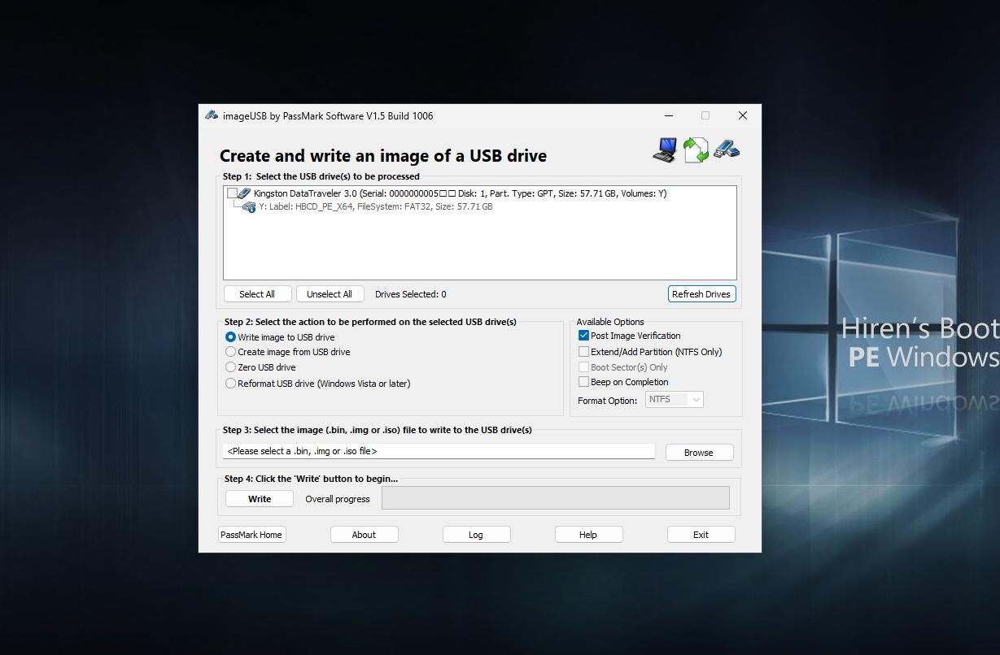 imageUSB by PassMark Software V1.5 Build 1006
Create and write an image of a USB drive
Step 1: Select the USB drive(s) to be processed
Kingston DataTraveler 3.0 (Serial: 0000000005□□ Disk: 1, Part. Type: GPT, Size: 57.71 GB, Volumes: Y)
Y: Label: HBCD_PE_X64, FileSystem: FAT32, Size: 57.71 GB
Select All
Unselect All
Drives Selected: 0
Refresh Drives
Step 2: Select the action to be performed on the selected USB drive(s)
Write image to USB drive
Create image from USB drive
Zero USB drive
Reformat USB drive (Windows Vista or later)
Available Options
Post Image Verification
Extend/Add Partition (NTFS Only)
Boot Sector(s) Only
Beep on Completion
Format Option:
NTFS
Step 3: Select the image (.bin, .img or .iso) file to write to the USB drive(s)
<Please select a .bin, .img or .iso file>
Browse
Step 4: Click the 'Write' button to begin...
Write
Overall progress
PassMark Home
About
Log
Help
Exit
Hiren's Boot
PE Windows